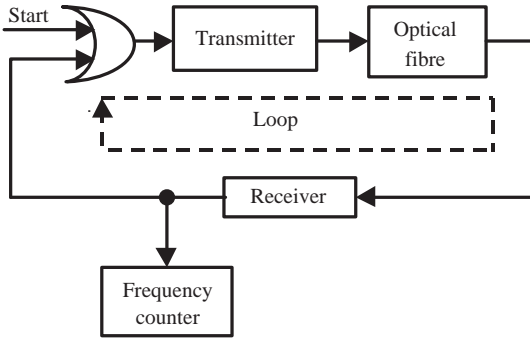 Start
Transmitter
Optical
fibre
Loop
Receiver
Frequency
counter